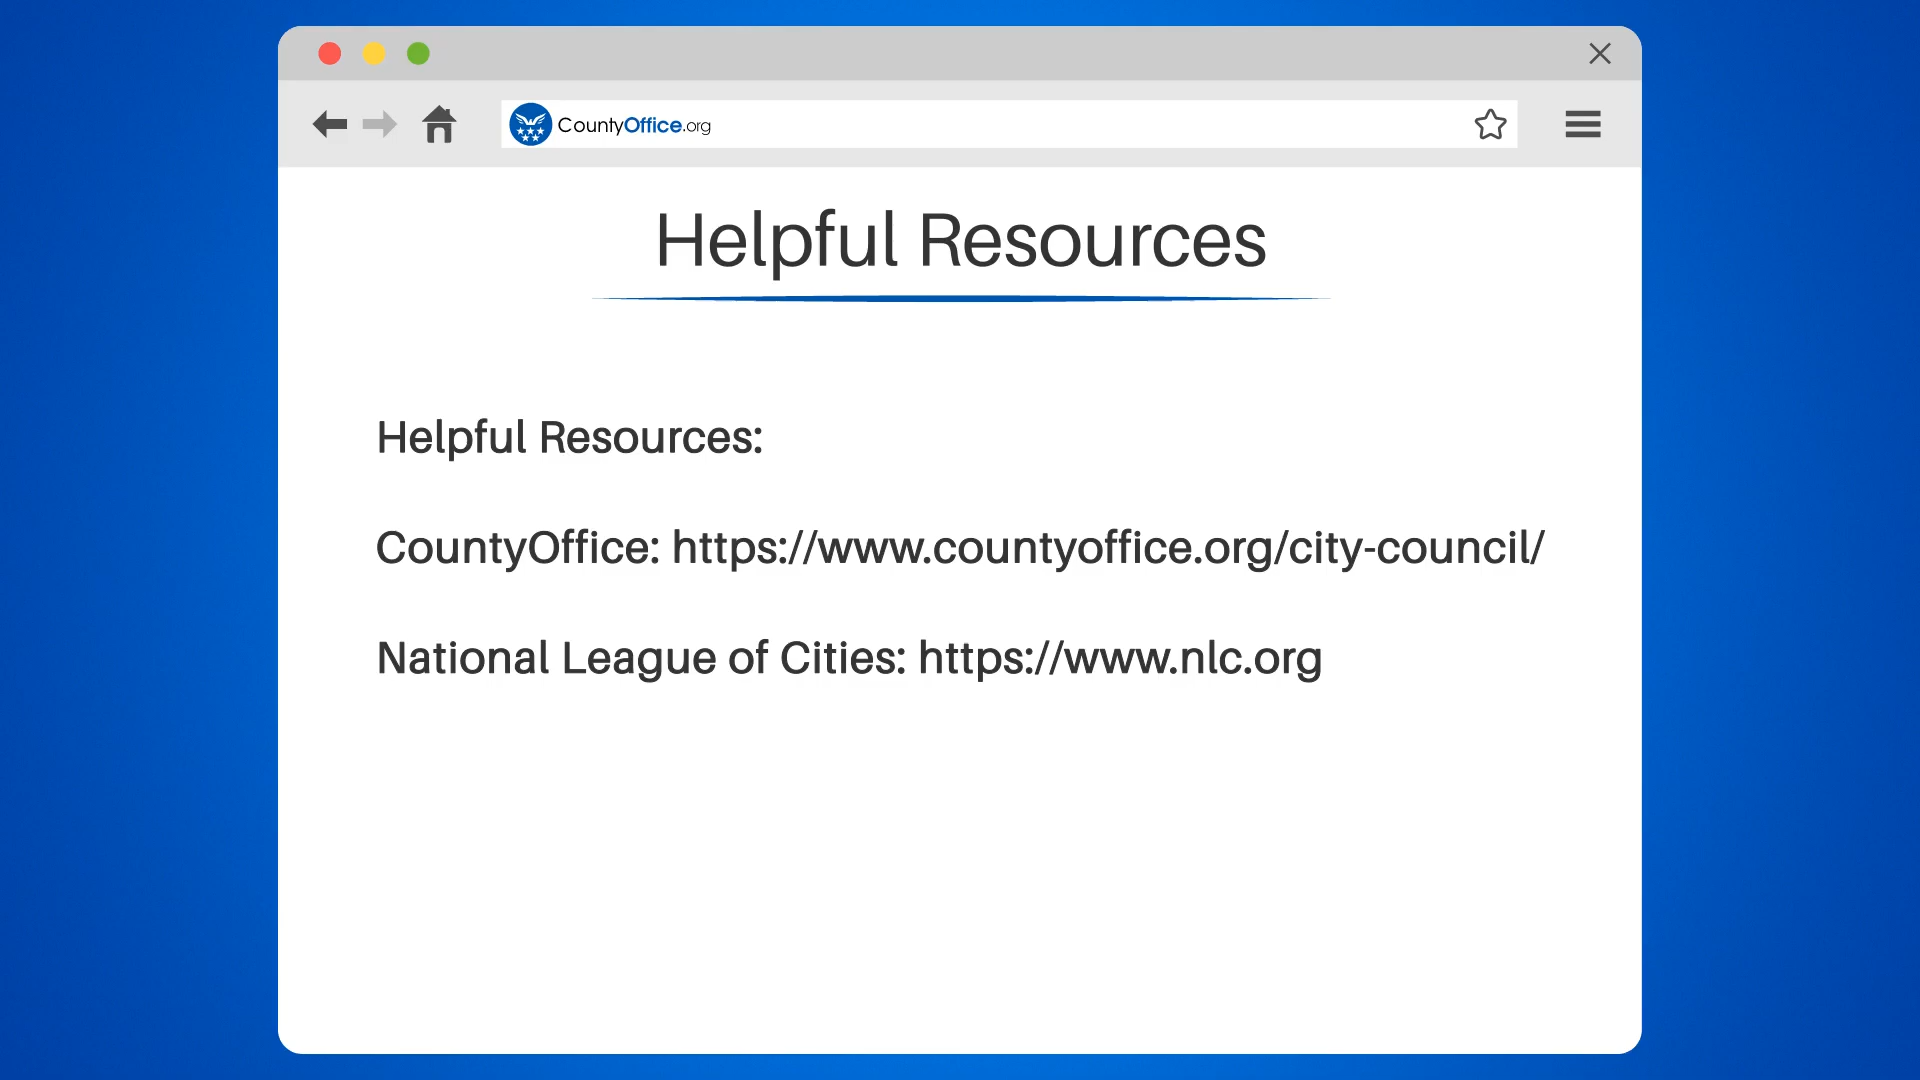 CountyOffice.org
Helpful Resources
Helpful Resources:
CountyOffice: https://www.countyoffice.org/city-council/
National League of Cities: https://www.nlc.org